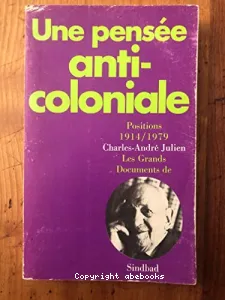 Une pensée
anti-
coloniale
Positions
1914/1979
Charles-André Julien
Les Grands
Documents de
Sindbad
Copyright abebooks